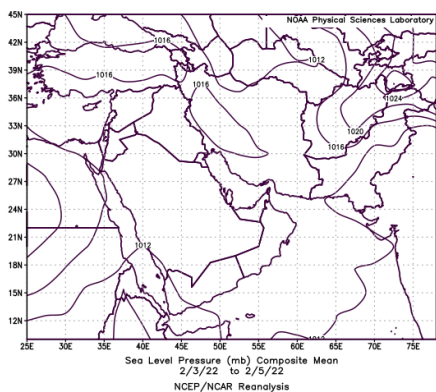 NOAA Physical Sciences Laboratory
45N
42N
39N
36N
33N
30N
27N
24N
21N
18N
15N
12N
1016
1012
1016
1016
1024
1020
1016
1012
25E 30E 35E 40E 45E 50E 55E 60E 65E 70E 75E
Sea Level Pressure (mb) Composite Mean
2/3/22 to 2/5/22
NCEP/NCAR Reanalysis